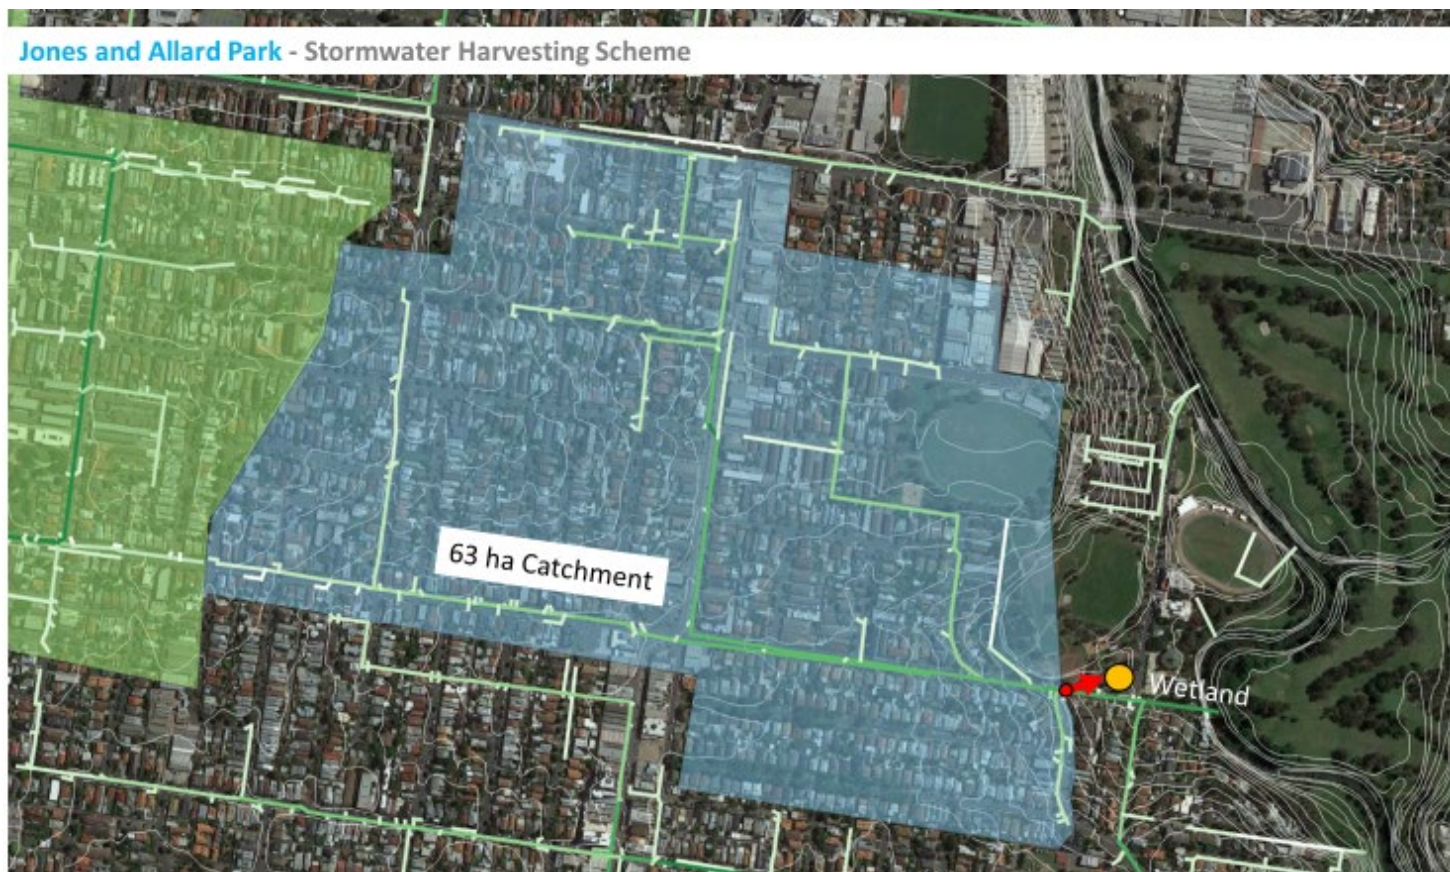 Jones and Allard Park - Stormwater Harvesting Scheme
63 ha Catchment
Wetland